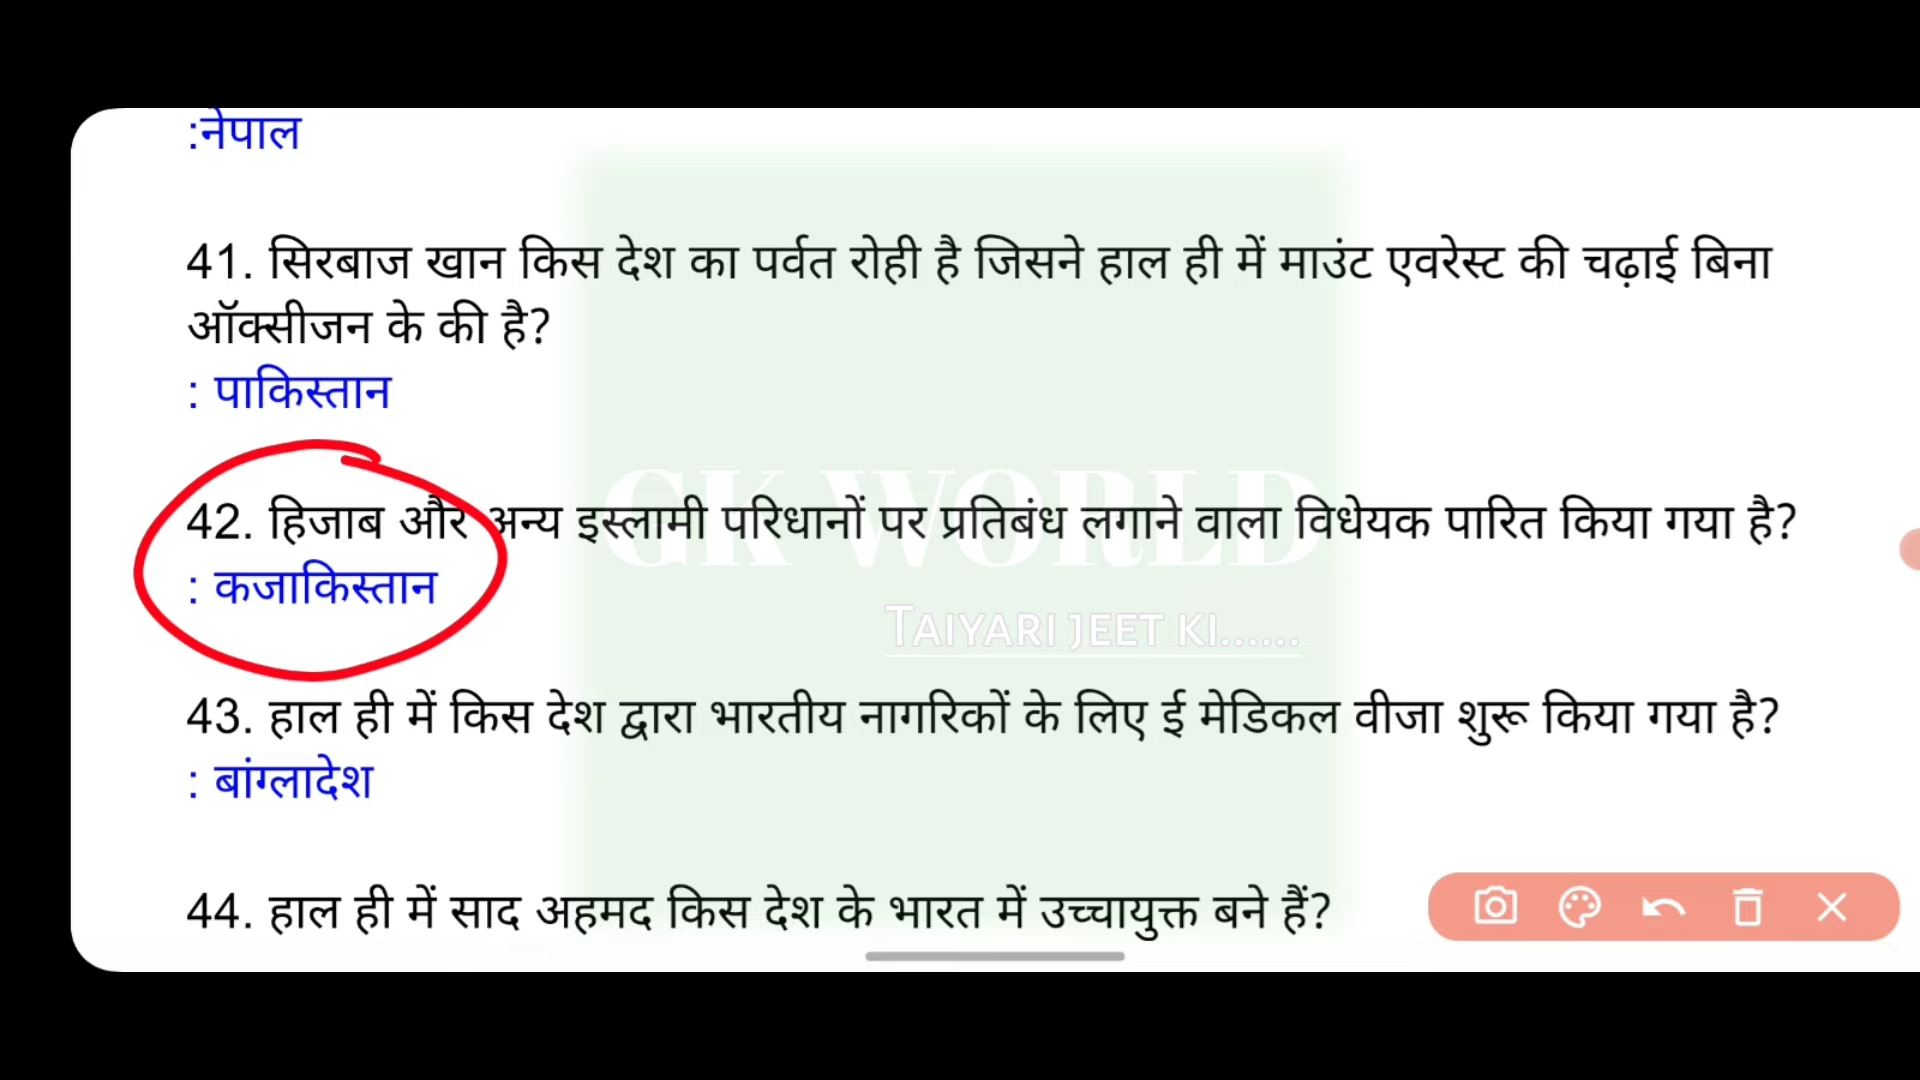 :नेपाल
41. सिरबाज खान किस देश का पर्वत रोही है जिसने हाल ही में माउंट एवरेस्ट की चढ़ाई बिना
ऑक्सीजन के की है?
: पाकिस्तान
42. हिजाब और अन्य इस्लामी परिधानों पर प्रतिबंध लगाने वाला विधेयक पारित किया गया है?
GK WORLD
: कजाकिस्तान
TAIYARI JEET KI......
43. हाल ही में किस देश द्वारा भारतीय नागरिकों के लिए ई मेडिकल वीजा शुरू किया गया है?
: बांग्लादेश
44. हाल ही में साद अहमद किस देश के भारत में उच्चायुक्त बने हैं?